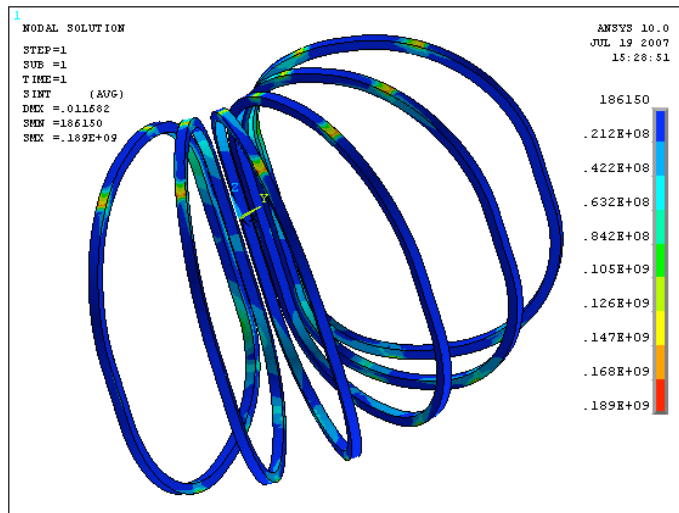 1
NODAL SOLUTION
STEP=1
SUB =1
TIME=1
SINT (AVG)
DMX =.011682
SMN =186150
SMX =.189E+09
ANSYS 10.0
JUL 19 2007
15:28:51
186150
.212E+08
.422E+08
.632E+08
.842E+08
.105E+09
.126E+09
.147E+09
.168E+09
.189E+09
Z
Y